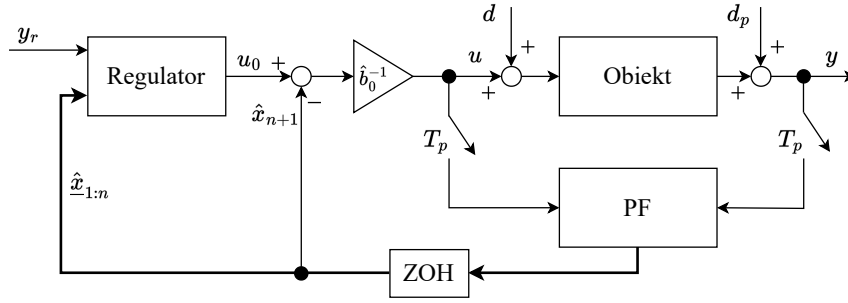 y_r
Regulator
u_0
+
−
x̂_{n+1}
b̂_0^{-1}
u
+
d
+
Obiekt
d_p
+
+
y
T_p
T_p
x̲̂_{1:n}
PF
ZOH